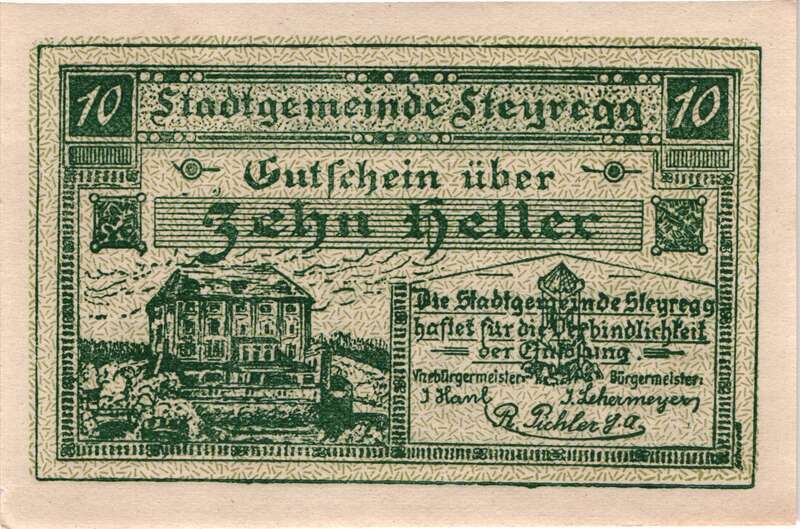 10 Stadtgemeinde Steyregg 10
Gutschein über
Zehn Heller
Die Stadtgemeinde Steyregg
haftet für die Verbindlichkeit
der Einlösung.
Vizebürgermeister: Bürgermeister:
J Hanl J. Lehermeyer
R. Pichler g.a.